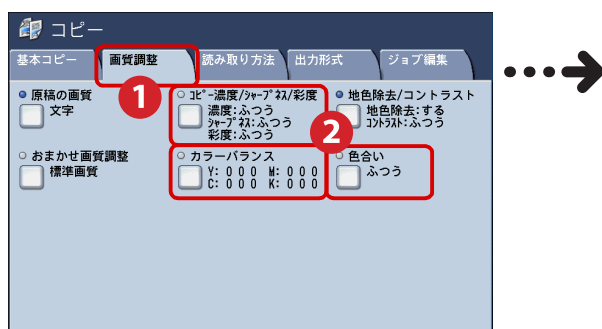 コピー
基本コピー 画質調整 読み取り方法 出力形式 ジョブ編集
1
原稿の画質
文字
ｺﾋﾟｰ濃度/ｼｬｰﾌﾟﾈｽ/彩度
濃度:ふつう
ｼｬｰﾌﾟﾈｽ:ふつう
彩度:ふつう
地色除去/コントラスト
地色除去:する
ｺﾝﾄﾗｽﾄ:ふつう
2
おまかせ画質調整
標準画質
カラーバランス
Y: 0 0 0 M: 0 0 0
C: 0 0 0 K: 0 0 0
色合い
ふつう